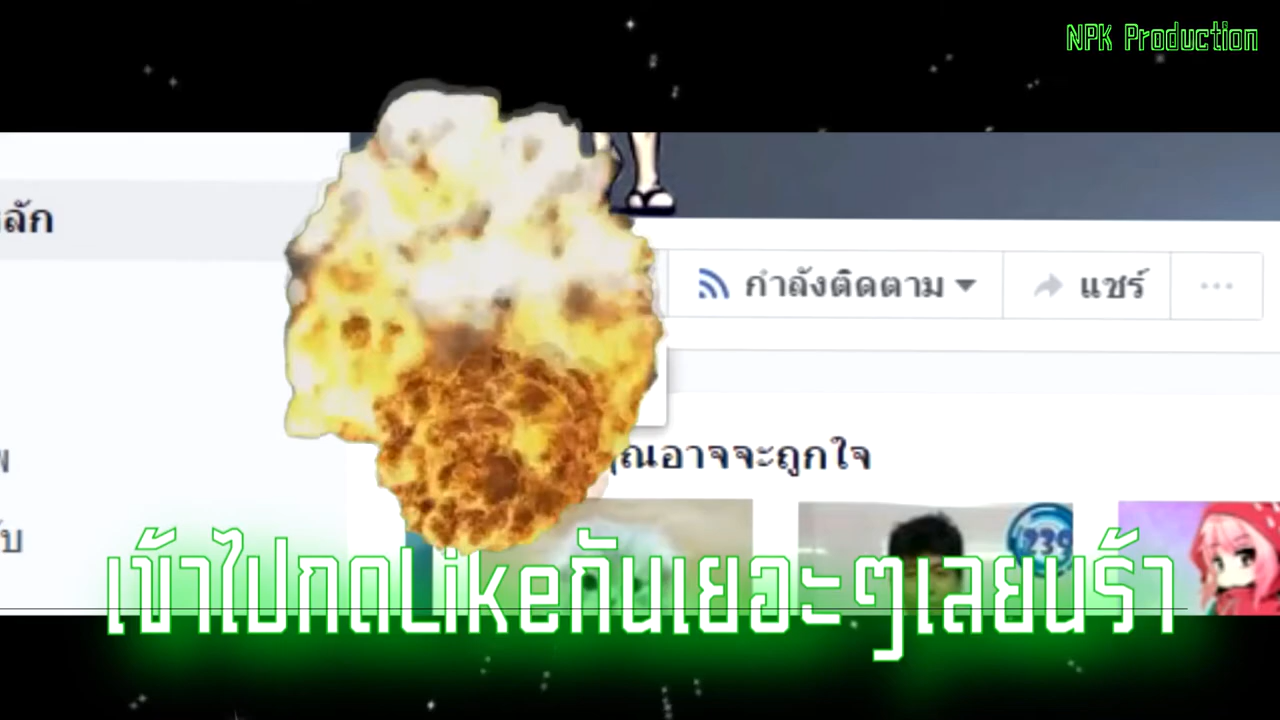 NPK Production
ลัก
กำลังติดตาม
แชร์
คุณอาจจะถูกใจ
239
เข้าไปกดLikeกันเยอะๆเลยนร้า